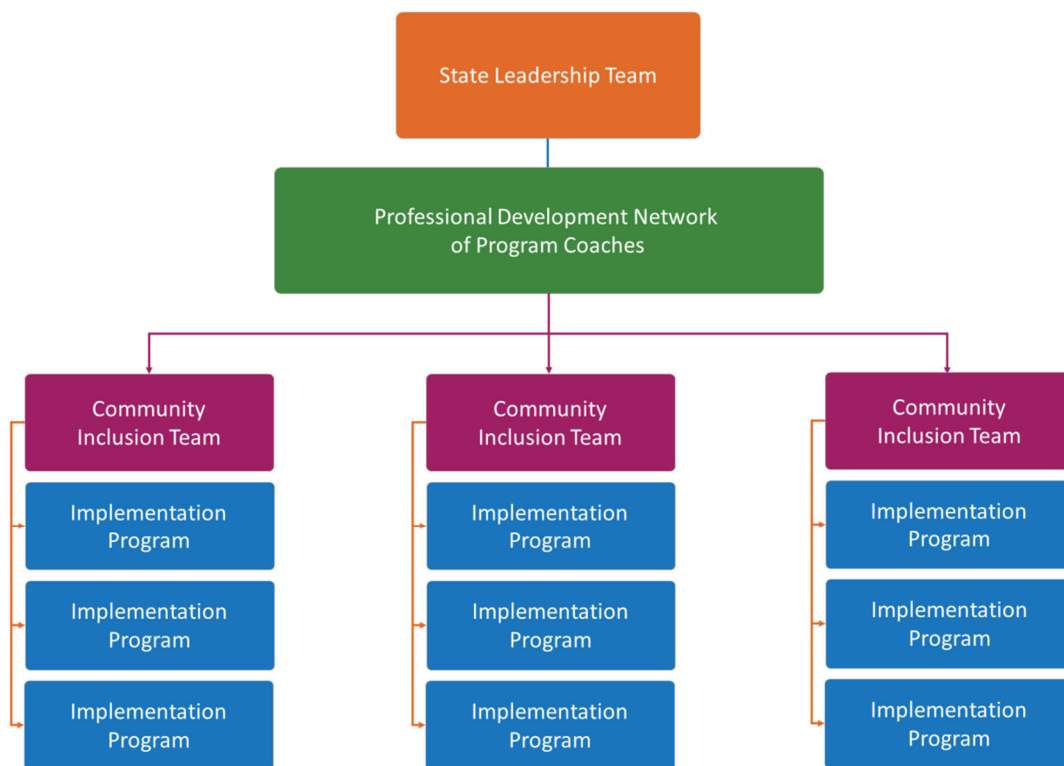 State Leadership Team
Professional Development Network
of Program Coaches
Community
Inclusion Team
Community
Inclusion Team
Community
Inclusion Team
Implementation
Program
Implementation
Program
Implementation
Program
Implementation
Program
Implementation
Program
Implementation
Program
Implementation
Program
Implementation
Program
Implementation
Program